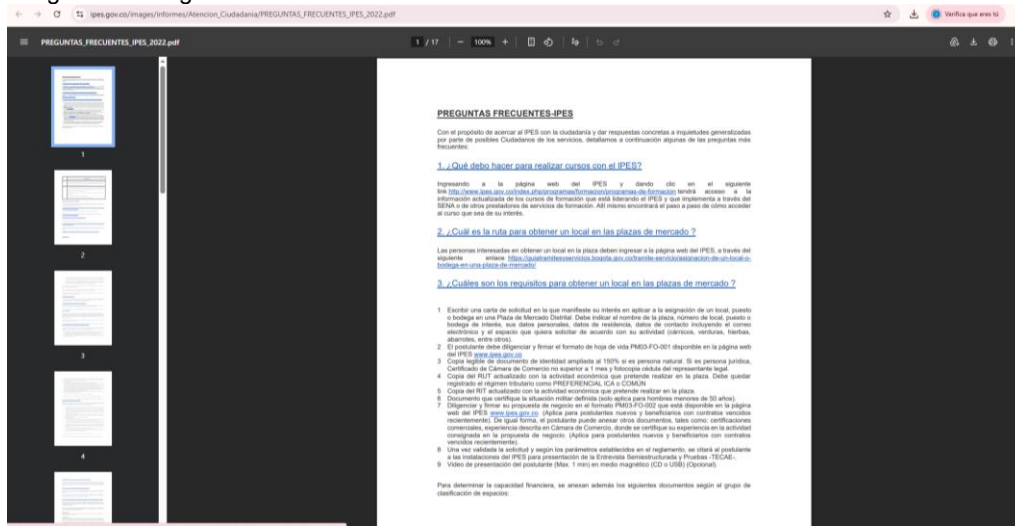 ipes.gov.co/images/informes/Atencion_Ciudadania/PREGUNTAS_FRECUENTES_IPES_2022.pdf
Verifica que eres tú
PREGUNTAS_FRECUENTES_IPES_2022.pdf
1 / 17
100%
1
2
3
4
PREGUNTAS FRECUENTES-IPES
Con el propósito de acercar al IPES con la ciudadanía y dar respuestas concretas a inquietudes generalizadas
por parte de posibles Ciudadanos de los servicios, detallamos a continuación algunas de las preguntas más
frecuentes:
1. ¿Qué debo hacer para realizar cursos con el IPES?
Ingresando a la página web del IPES y dando clic en el siguiente
link http://www.ipes.gov.co/index.php/programas/formacion/programas-de-formacion tendrá acceso a la
información actualizada de los cursos de formación que está liderando el IPES y que implementa a través del
SENA o de otros prestadores de servicios de formación. Allí mismo encontrará el paso a paso de cómo acceder
al curso que sea de su interés.
2. ¿Cuál es la ruta para obtener un local en las plazas de mercado ?
Las personas interesadas en obtener un local en la plaza deben ingresar a la página web del IPES, a través del
siguiente enlace: https://guiatramitesyservicios.bogota.gov.co/tramite-servicio/asignacion-de-un-local-o-
bodega-en-una-plaza-de-mercado/
3. ¿Cuáles son los requisitos para obtener un local en las plazas de mercado ?
1 Escribir una carta de solicitud en la que manifieste su interés en aplicar a la asignación de un local, puesto
o bodega en una Plaza de Mercado Distrital. Debe indicar el nombre de la plaza, número de local, puesto o
bodega de interés, sus datos personales, datos de residencia, datos de contacto incluyendo el correo
electrónico y el espacio que quiera solicitar de acuerdo con su actividad (cárnicos, verduras, hierbas,
abarrotes, entre otros).
2 El postulante debe diligenciar y firmar el formato de hoja de vida PM03-FO-001 disponible en la página web
del IPES www.ipes.gov.co
3 Copia legible de documento de identidad ampliada al 150% si es persona natural. Si es persona jurídica,
Certificado de Cámara de Comercio no superior a 1 mes y fotocopia cédula del representante legal.
4 Copia del RUT actualizado con la actividad económica que pretende realizar en la plaza. Debe quedar
registrado el régimen tributario como PREFERENCIAL ICA o COMÚN
5 Copia del RIT actualizado con la actividad económica que pretende realizar en la plaza.
6 Documento que certifique la situación militar definida (solo aplica para hombres menores de 50 años).
7 Diligenciar y firmar su propuesta de negocio en el formato PM03-FO-002 que está disponible en la página
web del IPES www.ipes.gov.co. (Aplica para postulantes nuevos y beneficiarios con contratos vencidos
recientemente). De igual forma, el postulante puede anexar otros documentos, tales como: certificaciones
comerciales, experiencia descrita en Cámara de Comercio, donde se certifique su experiencia en la actividad
consignada en la propuesta de negocio. (Aplica para postulantes nuevos y beneficiarios con contratos
vencidos recientemente).
8 Una vez validada la solicitud y según los parámetros establecidos en el reglamento, se citará al postulante
a las instalaciones del IPES para presentación de la Entrevista Semiestructurada y Pruebas -TECAE-.
9 Video de presentación del postulante (Max. 1 min) en medio magnético (CD o USB) (Opcional).
Para determinar la capacidad financiera, se anexan además los siguientes documentos según el grupo de
clasificación de espacios: